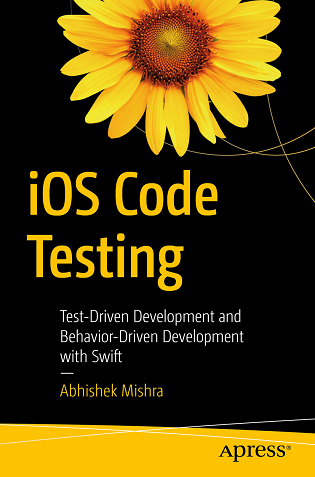 iOS Code
Testing
Test-Driven Development and
Behavior-Driven Development
with Swift
—
Abhishek Mishra
Apress®